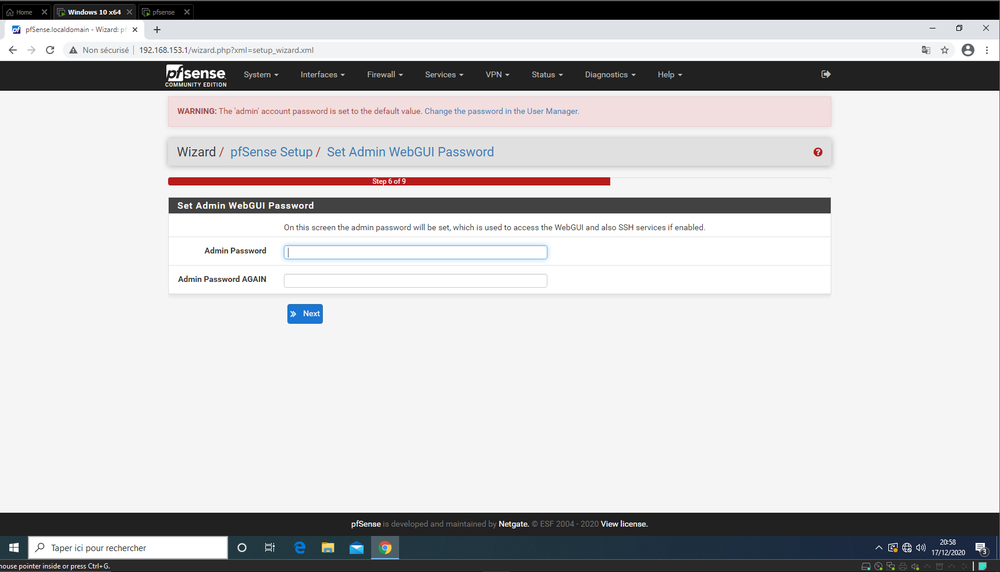 Home
Windows 10 x64
pfsense
pfSense.localdomain - Wizard: pf
Non sécurisé
192.168.153.1/wizard.php?xml=setup_wizard.xml
pfsense
COMMUNITY EDITION
System
Interfaces
Firewall
Services
VPN
Status
Diagnostics
Help
WARNING: The 'admin' account password is set to the default value. Change the password in the User Manager.
Wizard / pfSense Setup / Set Admin WebGUI Password
Step 6 of 9
Set Admin WebGUI Password
On this screen the admin password will be set, which is used to access the WebGUI and also SSH services if enabled.
Admin Password
Admin Password AGAIN
Next
pfSense is developed and maintained by Netgate. © ESF 2004 - 2020 View license.
Taper ici pour rechercher
20:58
17/12/2020
3
nouse pointer inside or press Ctrl+G.